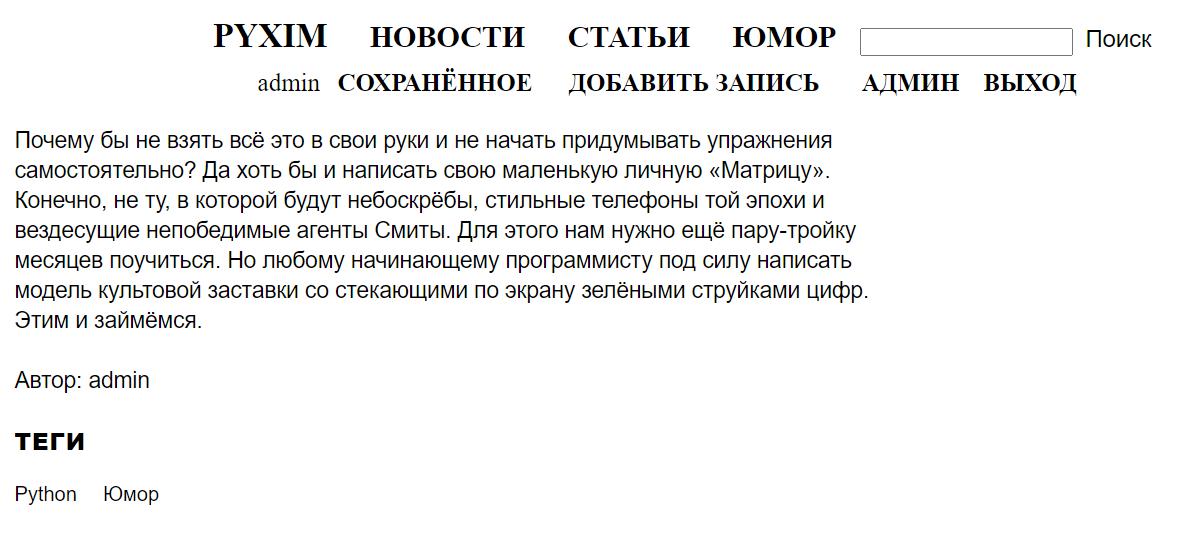 PYXIM НОВОСТИ СТАТЬИ ЮМОР Поиск
admin СОХРАНЁННОЕ ДОБАВИТЬ ЗАПИСЬ АДМИН ВЫХОД
Почему бы не взять всё это в свои руки и не начать придумывать упражнения
самостоятельно? Да хоть бы и написать свою маленькую личную «Матрицу».
Конечно, не ту, в которой будут небоскрёбы, стильные телефоны той эпохи и
вездесущие непобедимые агенты Смиты. Для этого нам нужно ещё пару-тройку
месяцев поучиться. Но любому начинающему программисту под силу написать
модель культовой заставки со стекающими по экрану зелёными струйками цифр.
Этим и займёмся.
Автор: admin
ТЕГИ
Python Юмор